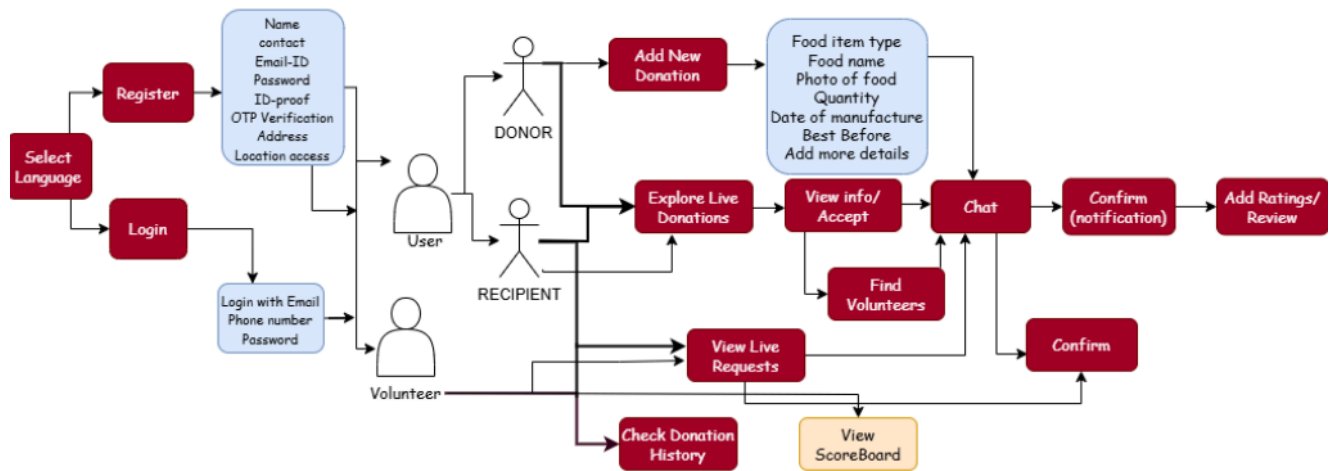 Select
Language
Register
Login
Name
contact
Email-ID
Password
ID-proof
OTP Verification
Address
Location access
Login with Email
Phone number
Password
User
Volunteer
DONOR
RECIPIENT
Add New
Donation
Food item type
Food name
Photo of food
Quantity
Date of manufacture
Best Before
Add more details
Explore Live
Donations
View info/
Accept
Find
Volunteers
Chat
Confirm
(notification)
Add Ratings/
Review
View Live
Requests
Confirm
Check Donation
History
View
ScoreBoard